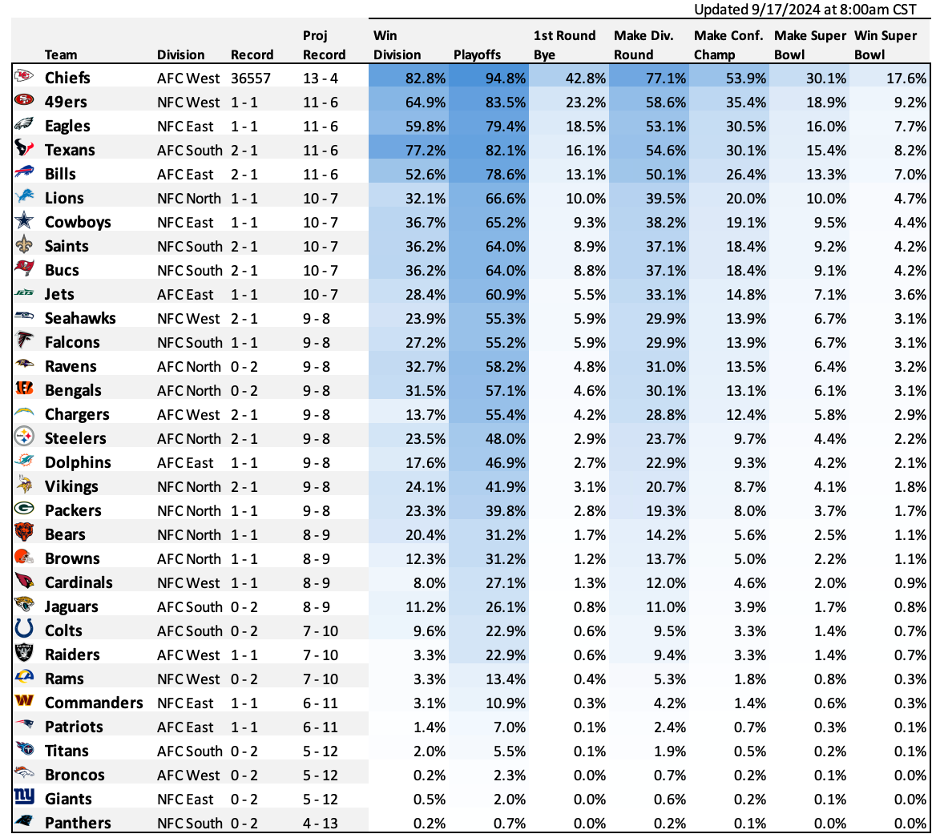 Updated 9/17/2024 at 8:00am CST
Proj Win 1st Round Make Div. Make Conf. Make Super Win Super
Team Division Record Record Division Playoffs Bye Round Champ Bowl Bowl
Chiefs AFC West 36557 13 - 4 82.8% 94.8% 42.8% 77.1% 53.9% 30.1% 17.6%
49ers NFC West 1 - 1 11 - 6 64.9% 83.5% 23.2% 58.6% 35.4% 18.9% 9.2%
Eagles NFC East 1 - 1 11 - 6 59.8% 79.4% 18.5% 53.1% 30.5% 16.0% 7.7%
Texans AFC South 2 - 1 11 - 6 77.2% 82.1% 16.1% 54.6% 30.1% 15.4% 8.2%
Bills AFC East 2 - 1 11 - 6 52.6% 78.6% 13.1% 50.1% 26.4% 13.3% 7.0%
Lions NFC North 1 - 1 10 - 7 32.1% 66.6% 10.0% 39.5% 20.0% 10.0% 4.7%
Cowboys NFC East 1 - 1 10 - 7 36.7% 65.2% 9.3% 38.2% 19.1% 9.5% 4.4%
Saints NFC South 2 - 1 10 - 7 36.2% 64.0% 8.9% 37.1% 18.4% 9.2% 4.2%
Bucs NFC South 2 - 1 10 - 7 36.2% 64.0% 8.8% 37.1% 18.4% 9.1% 4.2%
JETS Jets AFC East 1 - 1 10 - 7 28.4% 60.9% 5.5% 33.1% 14.8% 7.1% 3.6%
Seahawks NFC West 2 - 1 9 - 8 23.9% 55.3% 5.9% 29.9% 13.9% 6.7% 3.1%
Falcons NFC South 1 - 1 9 - 8 27.2% 55.2% 5.9% 29.9% 13.9% 6.7% 3.1%
Ravens AFC North 0 - 2 9 - 8 32.7% 58.2% 4.8% 31.0% 13.5% 6.4% 3.2%
Bengals AFC North 0 - 2 9 - 8 31.5% 57.1% 4.6% 30.1% 13.1% 6.1% 3.1%
Chargers AFC West 2 - 1 9 - 8 13.7% 55.4% 4.2% 28.8% 12.4% 5.8% 2.9%
Steelers AFC North 2 - 1 9 - 8 23.5% 48.0% 2.9% 23.7% 9.7% 4.4% 2.2%
Dolphins AFC East 1 - 1 9 - 8 17.6% 46.9% 2.7% 22.9% 9.3% 4.2% 2.1%
Vikings NFC North 2 - 1 9 - 8 24.1% 41.9% 3.1% 20.7% 8.7% 4.1% 1.8%
G Packers NFC North 1 - 1 9 - 8 23.3% 39.8% 2.8% 19.3% 8.0% 3.7% 1.7%
Bears NFC North 1 - 1 8 - 9 20.4% 31.2% 1.7% 14.2% 5.6% 2.5% 1.1%
Browns AFC North 1 - 1 8 - 9 12.3% 31.2% 1.2% 13.7% 5.0% 2.2% 1.1%
Cardinals NFC West 1 - 1 8 - 9 8.0% 27.1% 1.3% 12.0% 4.6% 2.0% 0.9%
Jaguars AFC South 0 - 2 8 - 9 11.2% 26.1% 0.8% 11.0% 3.9% 1.7% 0.8%
Colts AFC South 0 - 2 7 - 10 9.6% 22.9% 0.6% 9.5% 3.3% 1.4% 0.7%
Raiders AFC West 1 - 1 7 - 10 3.3% 22.9% 0.6% 9.4% 3.3% 1.4% 0.7%
Rams NFC West 0 - 2 7 - 10 3.3% 13.4% 0.4% 5.3% 1.8% 0.8% 0.3%
W Commanders NFC East 1 - 1 6 - 11 3.1% 10.9% 0.3% 4.2% 1.4% 0.6% 0.3%
Patriots AFC East 1 - 1 6 - 11 1.4% 7.0% 0.1% 2.4% 0.7% 0.3% 0.1%
Titans AFC South 0 - 2 5 - 12 2.0% 5.5% 0.1% 1.9% 0.5% 0.2% 0.1%
Broncos AFC West 0 - 2 5 - 12 0.2% 2.3% 0.0% 0.7% 0.2% 0.1% 0.0%
ny Giants NFC East 0 - 2 5 - 12 0.5% 2.0% 0.0% 0.6% 0.2% 0.1% 0.0%
Panthers NFC South 0 - 2 4 - 13 0.2% 0.7% 0.0% 0.2% 0.1% 0.0% 0.0%